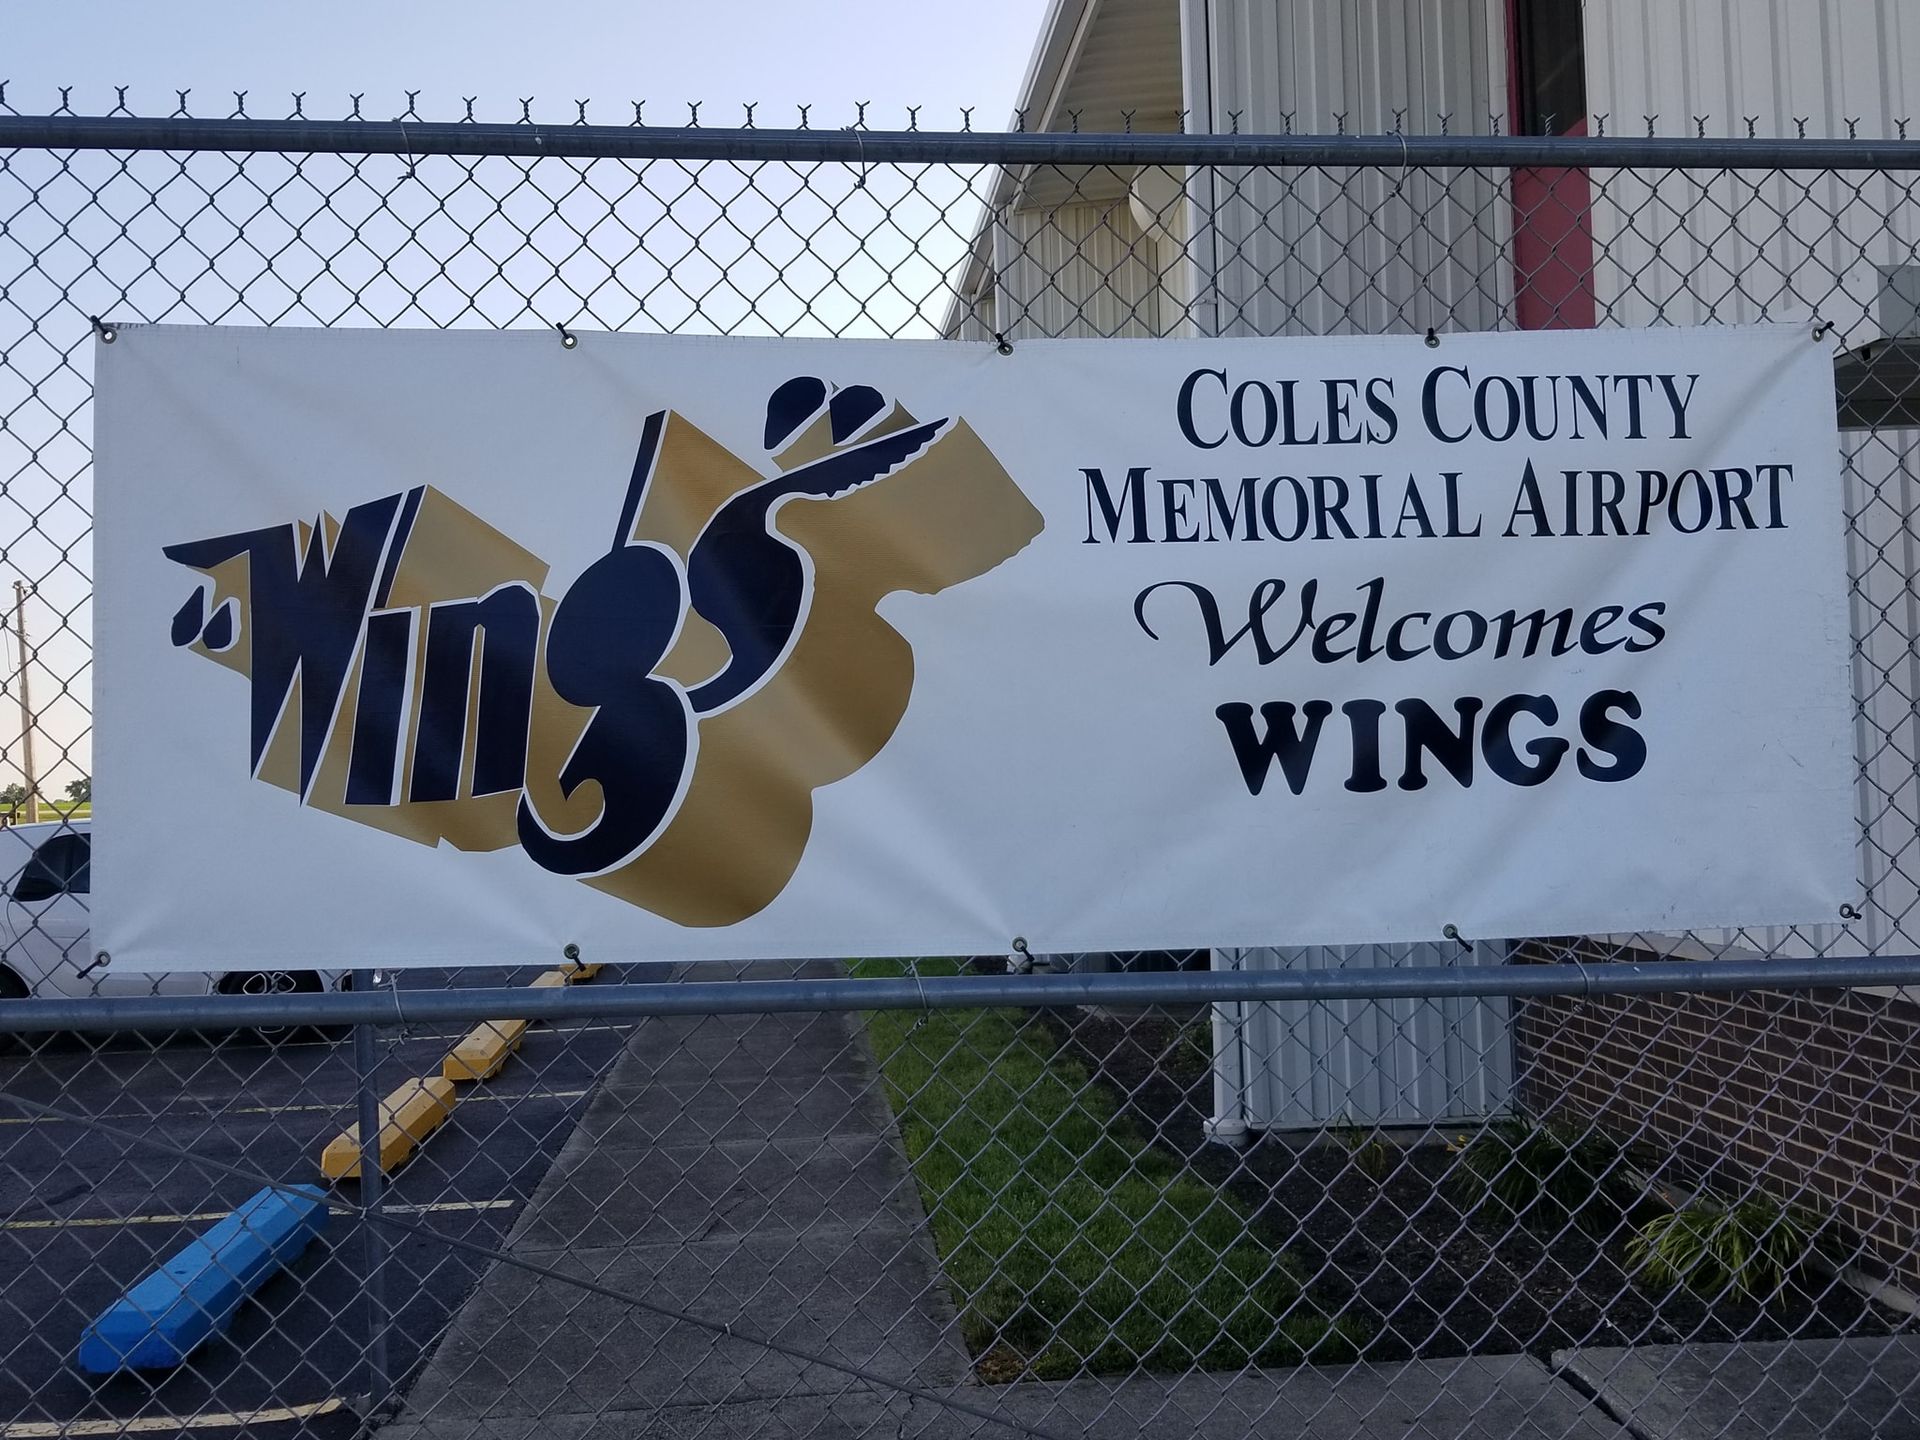 "Wings"
COLES COUNTY
MEMORIAL AIRPORT
Welcomes
WINGS